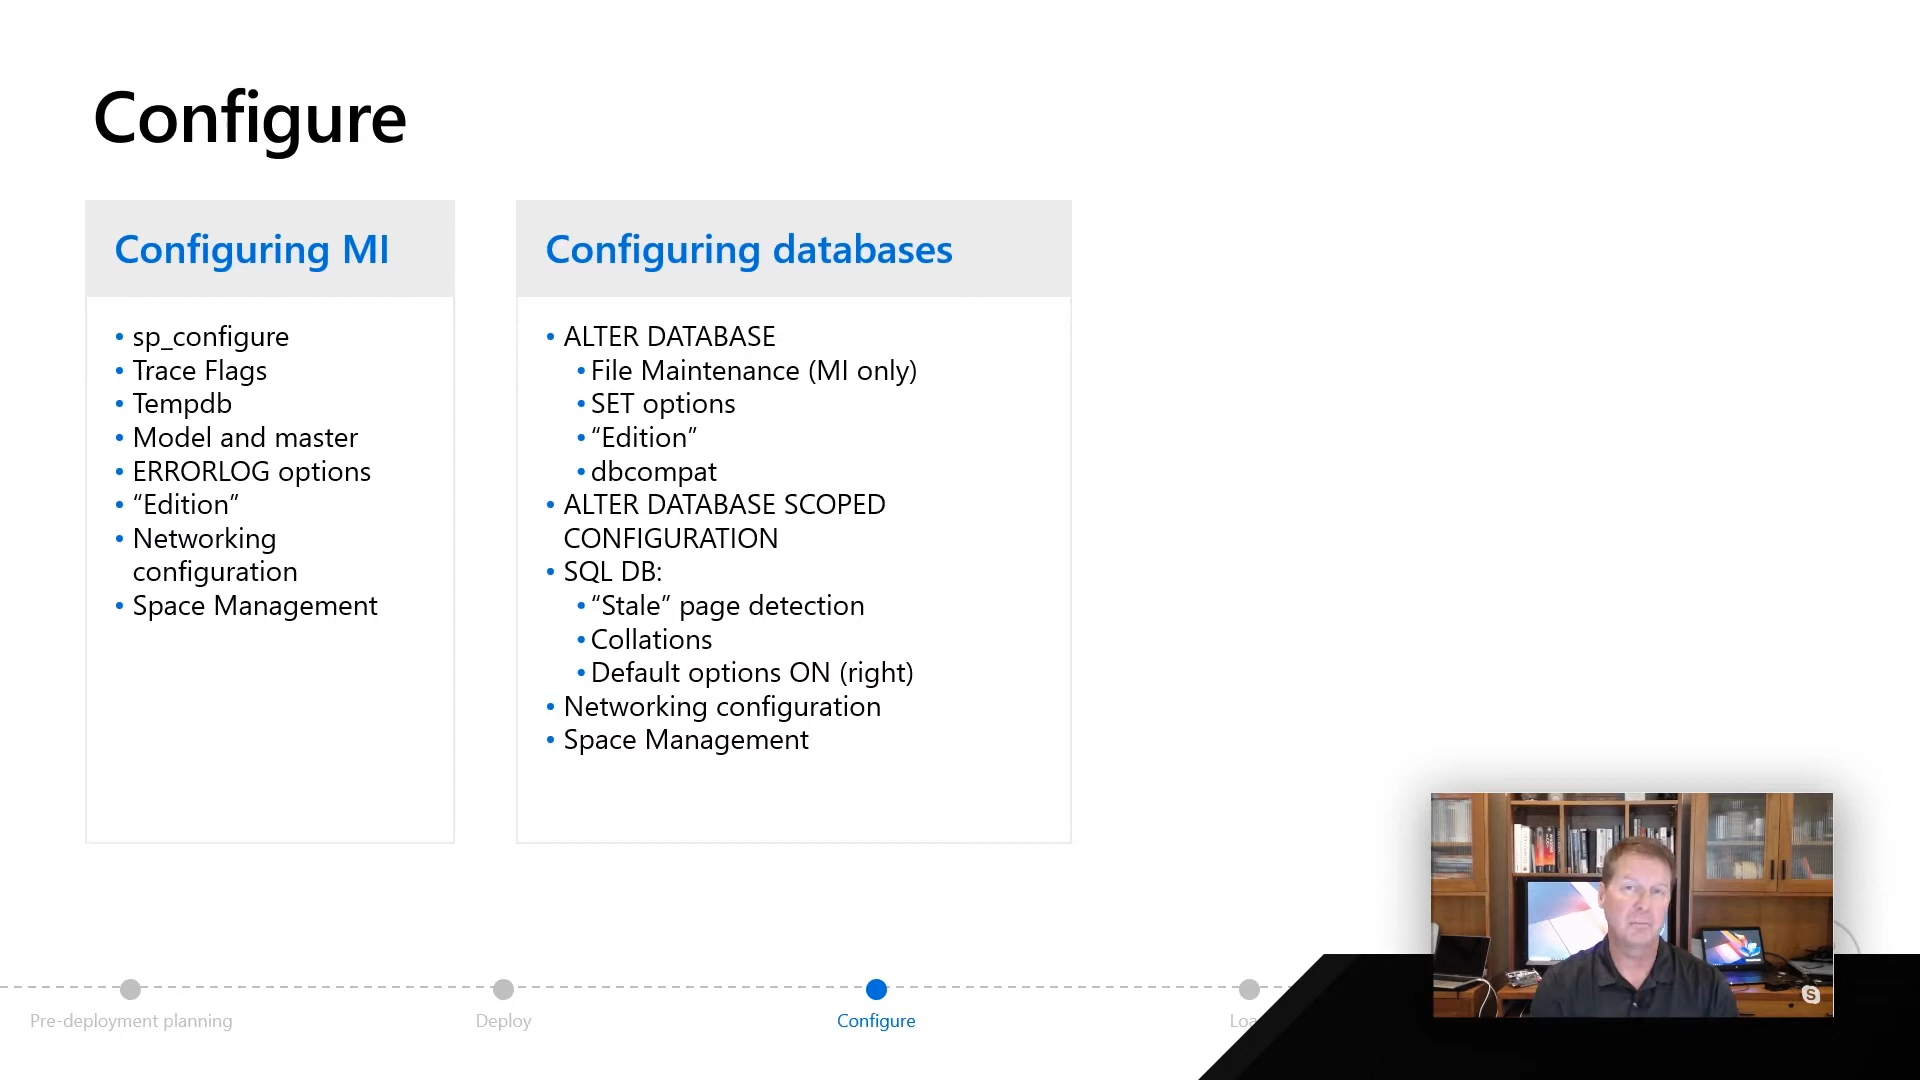 Configure
Configuring MI
• sp_configure
• Trace Flags
• Tempdb
• Model and master
• ERRORLOG options
• “Edition”
• Networking
configuration
• Space Management
Configuring databases
• ALTER DATABASE
• File Maintenance (MI only)
• SET options
• “Edition”
• dbcompat
• ALTER DATABASE SCOPED
CONFIGURATION
• SQL DB:
• “Stale” page detection
• Collations
• Default options ON (right)
• Networking configuration
• Space Management
Pre-deployment planning
Deploy
Configure